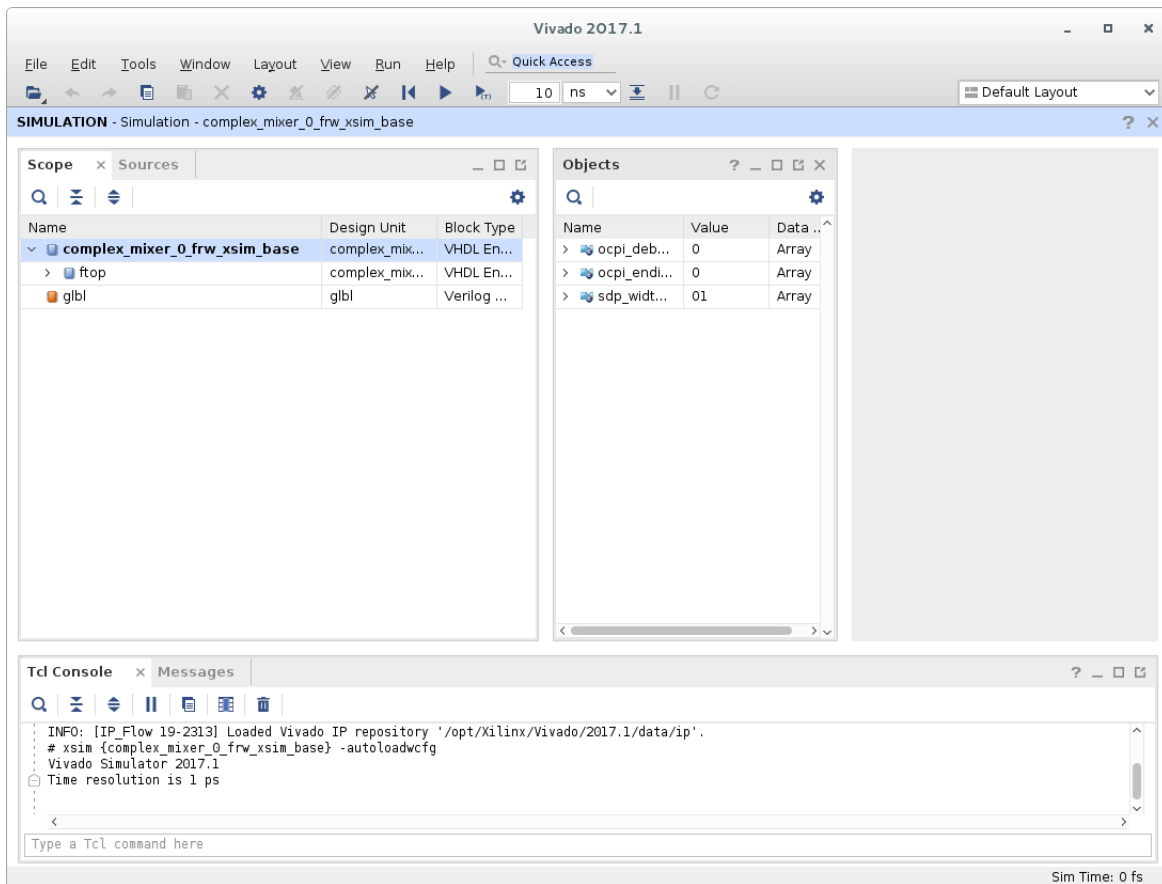 Vivado 2017.1
File Edit Tools Window Layout View Run Help Quick Access
10 ns Default Layout
SIMULATION - Simulation - complex_mixer_0_frw_xsim_base ?
Scope Sources
Name Design Unit Block Type
complex_mixer_0_frw_xsim_base complex_mix... VHDL En...
ftop complex_mix... VHDL En...
glbl glbl Verilog ...
Objects ?
Name Value Data ..
ocpi_deb... 0 Array
ocpi_endi... 0 Array
sdp_widt... 01 Array
Tcl Console Messages ?
INFO: [IP_Flow 19-2313] Loaded Vivado IP repository '/opt/Xilinx/Vivado/2017.1/data/ip'.
# xsim {complex_mixer_0_frw_xsim_base} -autoloadwcfg
Vivado Simulator 2017.1
Time resolution is 1 ps
Type a Tcl command here
Sim Time: 0 fs